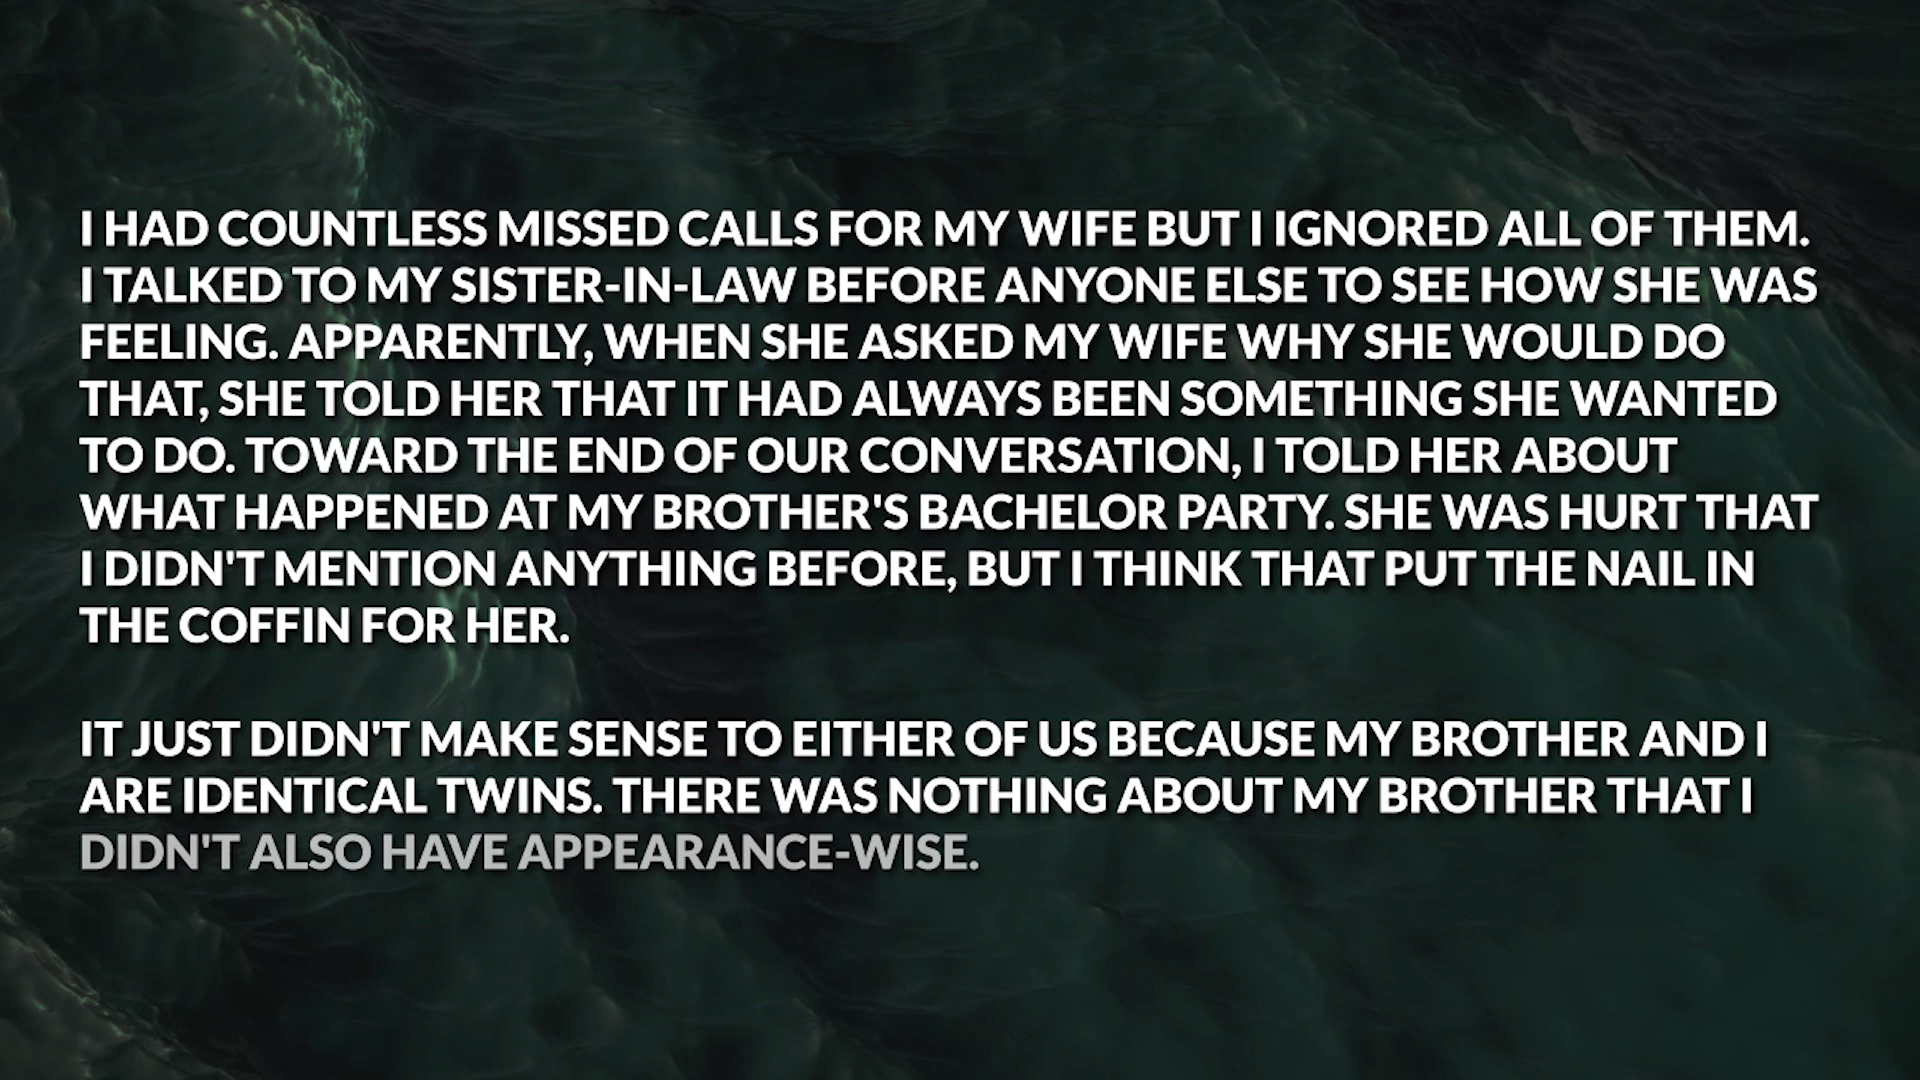 I HAD COUNTLESS MISSED CALLS FOR MY WIFE BUT I IGNORED ALL OF THEM.
I TALKED TO MY SISTER-IN-LAW BEFORE ANYONE ELSE TO SEE HOW SHE WAS
FEELING. APPARENTLY, WHEN SHE ASKED MY WIFE WHY SHE WOULD DO
THAT, SHE TOLD HER THAT IT HAD ALWAYS BEEN SOMETHING SHE WANTED
TO DO. TOWARD THE END OF OUR CONVERSATION, I TOLD HER ABOUT
WHAT HAPPENED AT MY BROTHER'S BACHELOR PARTY. SHE WAS HURT THAT
I DIDN'T MENTION ANYTHING BEFORE, BUT I THINK THAT PUT THE NAIL IN
THE COFFIN FOR HER.
IT JUST DIDN'T MAKE SENSE TO EITHER OF US BECAUSE MY BROTHER AND I
ARE IDENTICAL TWINS. THERE WAS NOTHING ABOUT MY BROTHER THAT I
DIDN'T ALSO HAVE APPEARANCE-WISE.